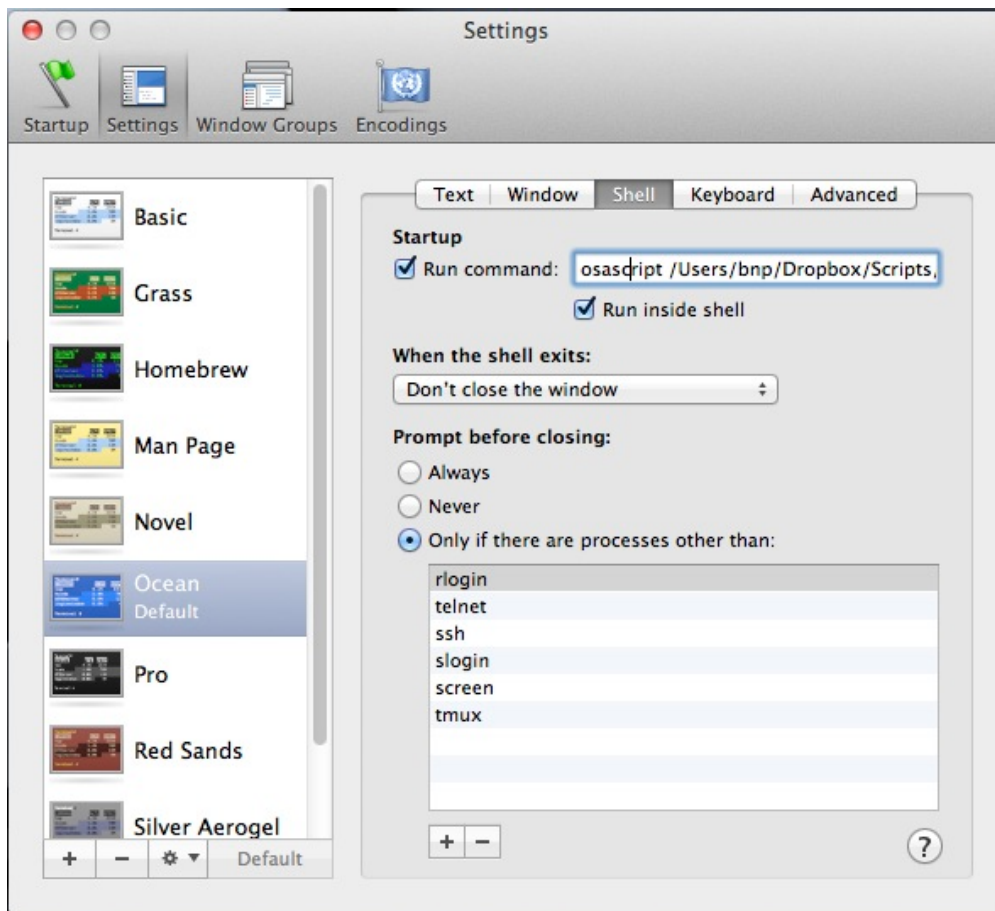 Settings
Startup Settings Window Groups Encodings
Basic
Grass
Homebrew
Man Page
Novel
Ocean
Default
Pro
Red Sands
Silver Aerogel
+ − Default
Text Window Shell Keyboard Advanced
Startup
Run command: osascript /Users/bnp/Dropbox/Scripts,
Run inside shell
When the shell exits:
Don't close the window
Prompt before closing:
Always
Never
Only if there are processes other than:
rlogin
telnet
ssh
slogin
screen
tmux
+ − ?